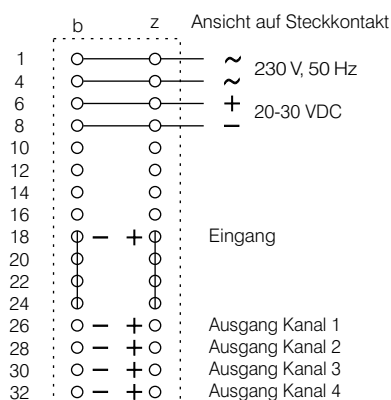 b z Ansicht auf Steckkontakt
1 ~
230 V, 50 Hz
4 ~
6 +
20-30 VDC
8 –
10
12
14
16
18 – + Eingang
20
22
24
26 – + Ausgang Kanal 1
28 – + Ausgang Kanal 2
30 – + Ausgang Kanal 3
32 – + Ausgang Kanal 4